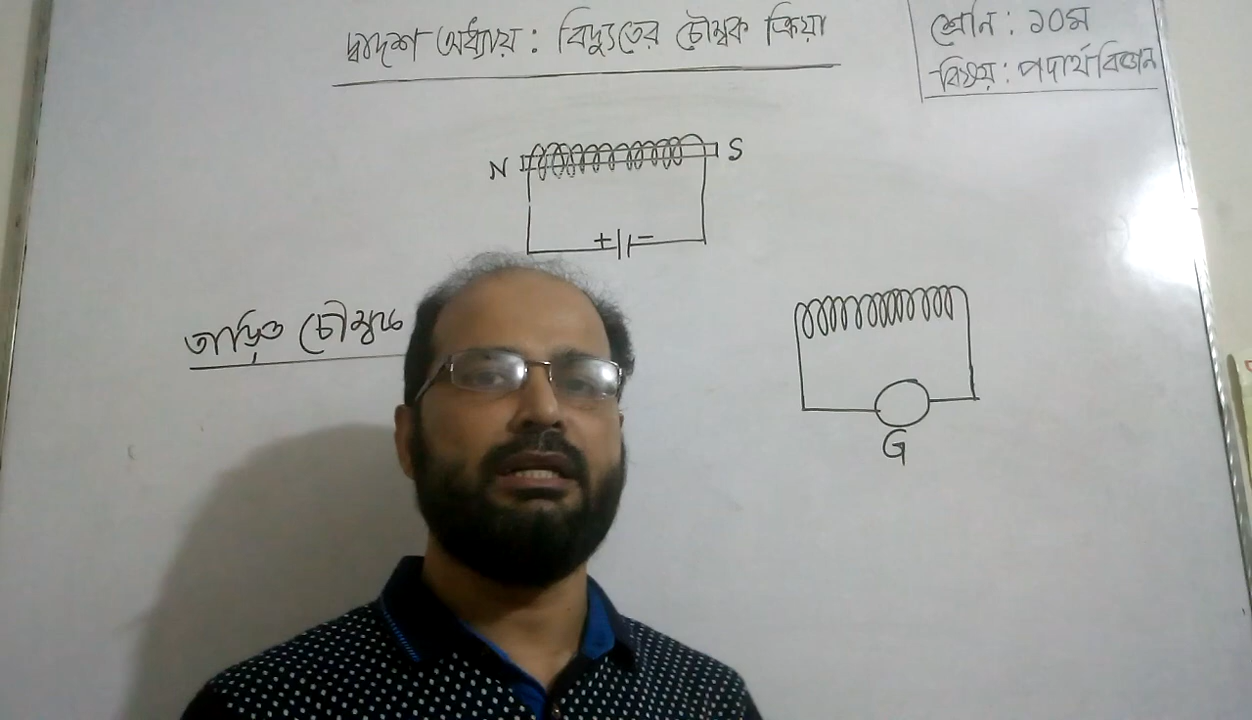 দ্বাদশ অধ্যায় : বিদ্যুতের চৌম্বক ক্রিয়া
শ্রেনি : ১০ম
বিষয় : পদার্থবিজ্ঞান
N S
+ -
তাড়িত চৌম্বক
G